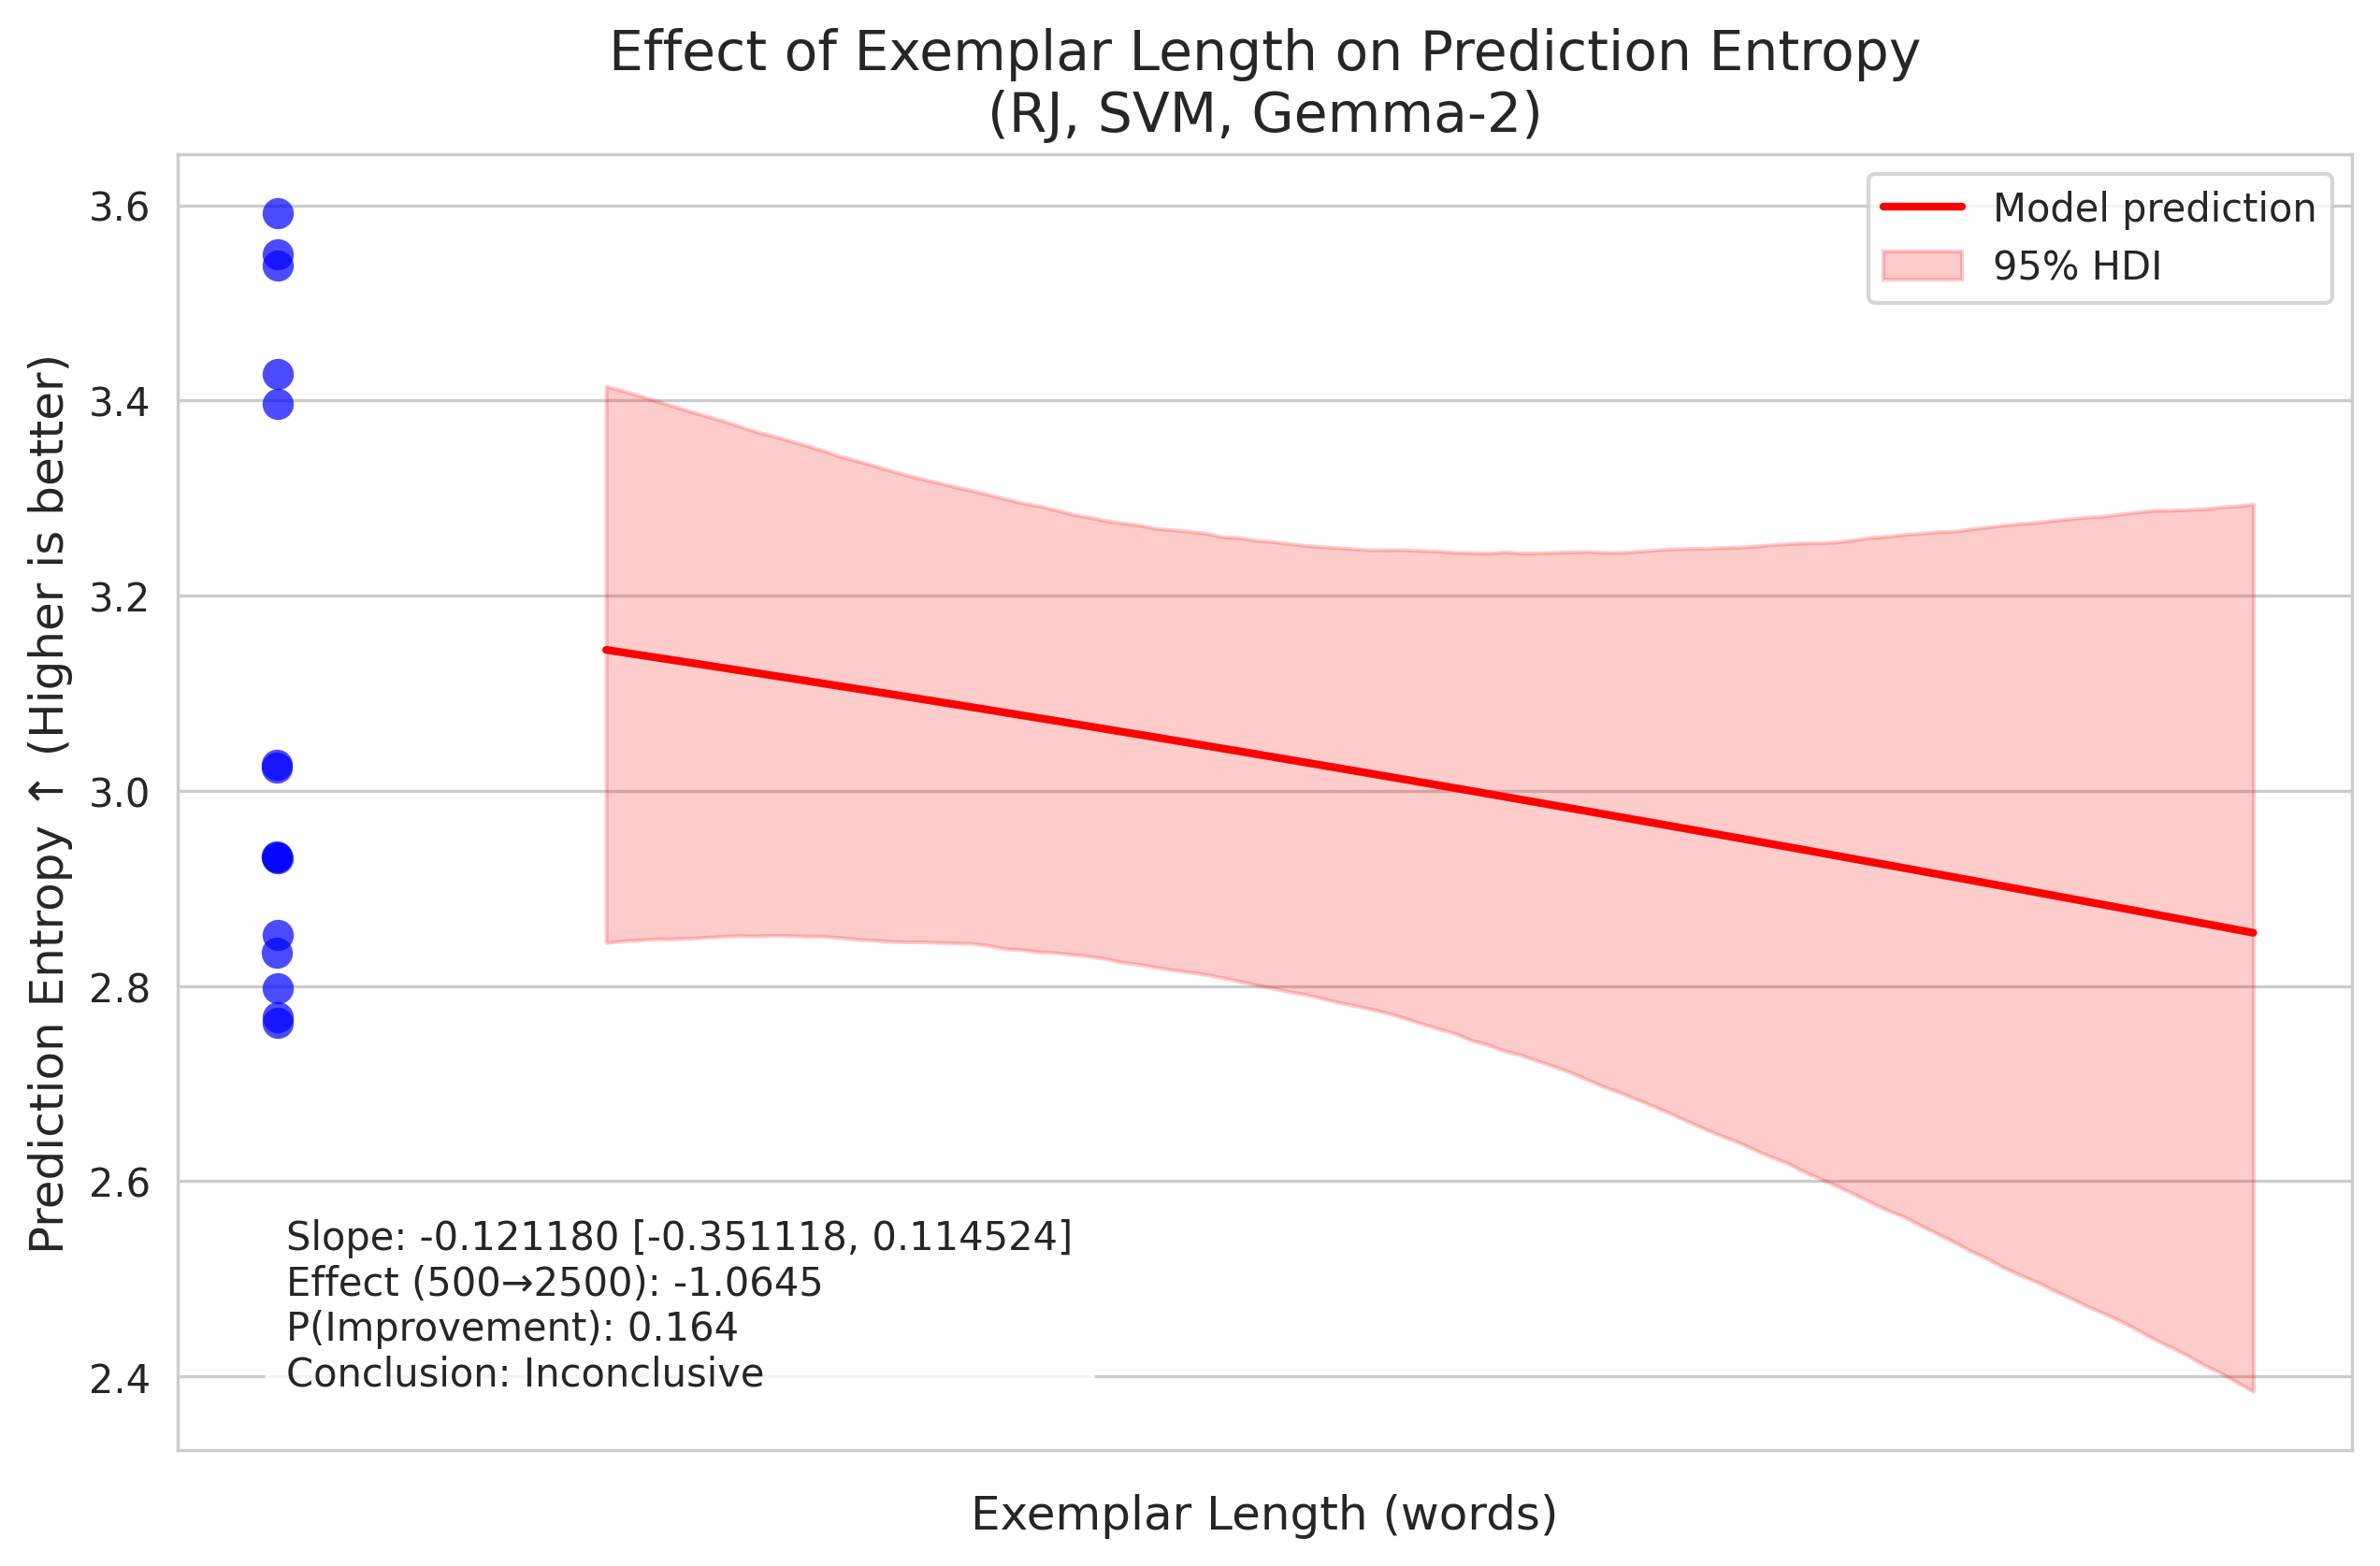 Effect of Exemplar Length on Prediction Entropy
(RJ, SVM, Gemma-2)
Model prediction
95% HDI
Prediction Entropy ↑ (Higher is better)
3.6
3.4
3.2
3.0
2.8
2.6
2.4
Slope: -0.121180 [-0.351118, 0.114524]
Effect (500→2500): -1.0645
P(Improvement): 0.164
Conclusion: Inconclusive
Exemplar Length (words)